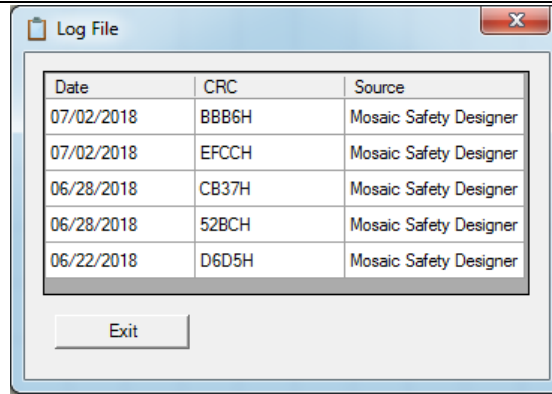 Log File
Date CRC Source
07/02/2018 BBB6H Mosaic Safety Designer
07/02/2018 EFCCH Mosaic Safety Designer
06/28/2018 CB37H Mosaic Safety Designer
06/28/2018 52BCH Mosaic Safety Designer
06/22/2018 D6D5H Mosaic Safety Designer
Exit